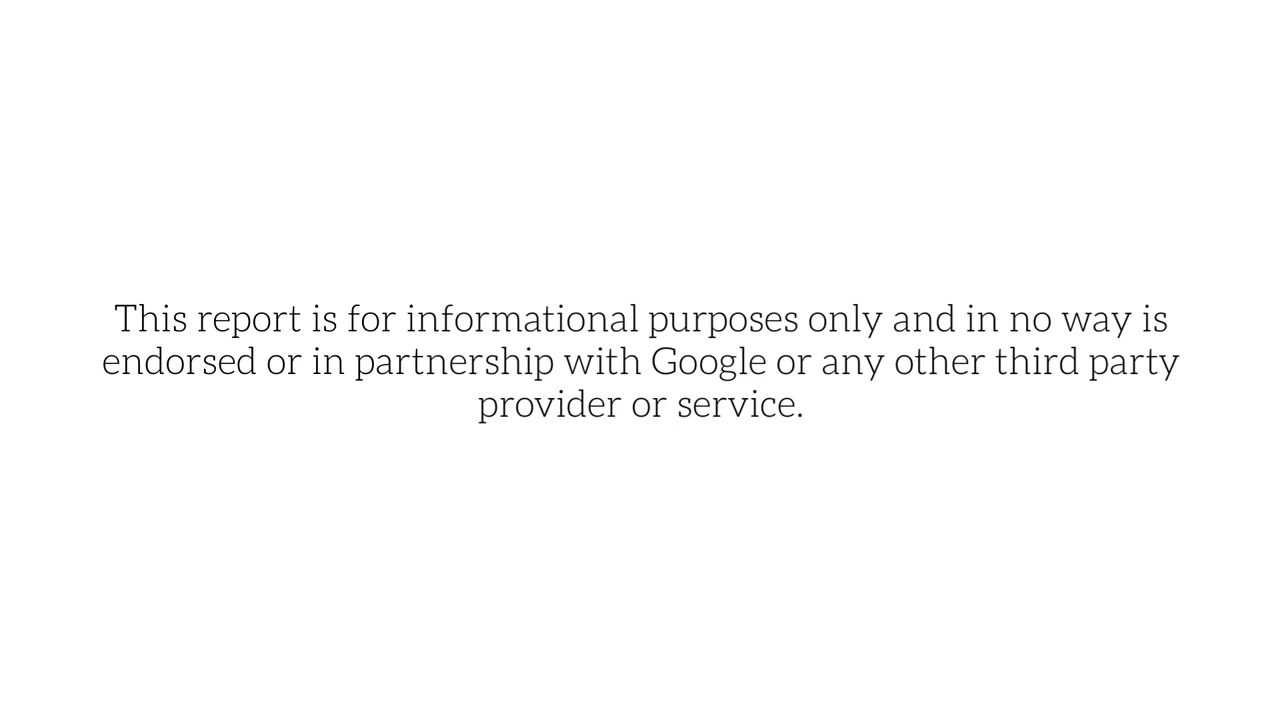 This report is for informational purposes only and in no way is
endorsed or in partnership with Google or any other third party
provider or service.